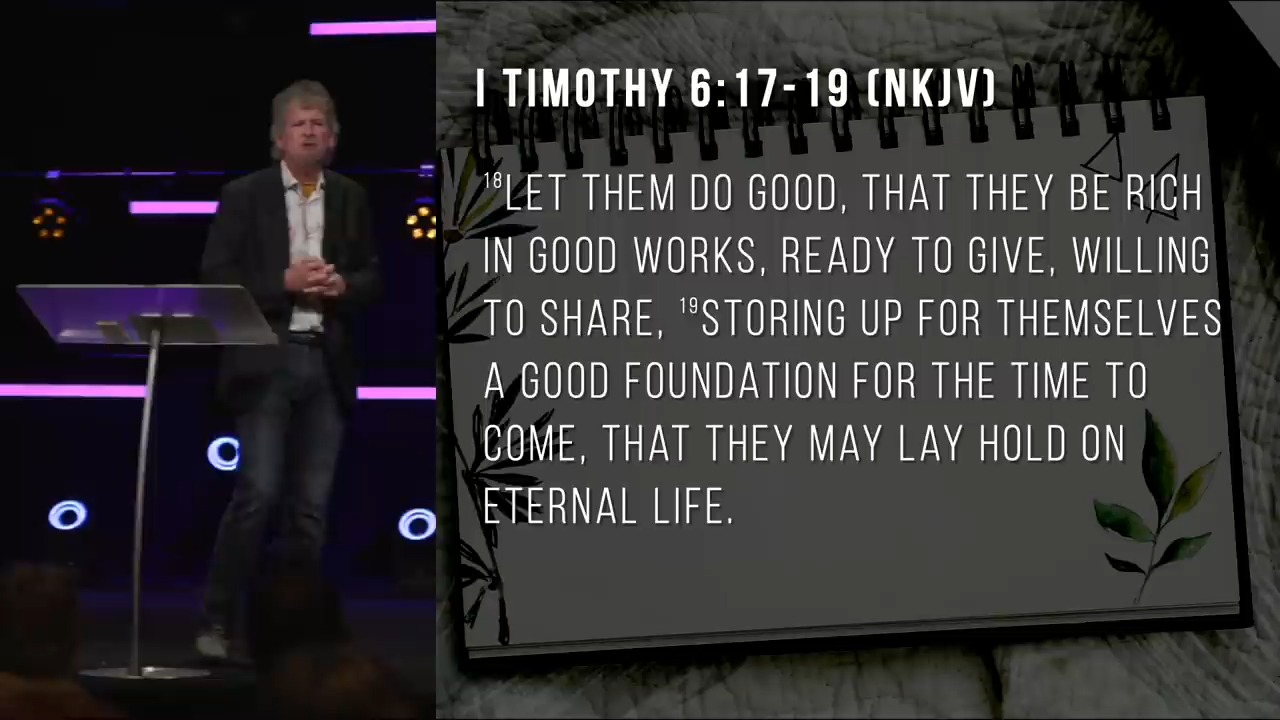 I TIMOTHY 6:17-19 (NKJV)
18LET THEM DO GOOD, THAT THEY BE RICH
IN GOOD WORKS, READY TO GIVE, WILLING
TO SHARE, 19STORING UP FOR THEMSELVES
A GOOD FOUNDATION FOR THE TIME TO
COME, THAT THEY MAY LAY HOLD ON
ETERNAL LIFE.